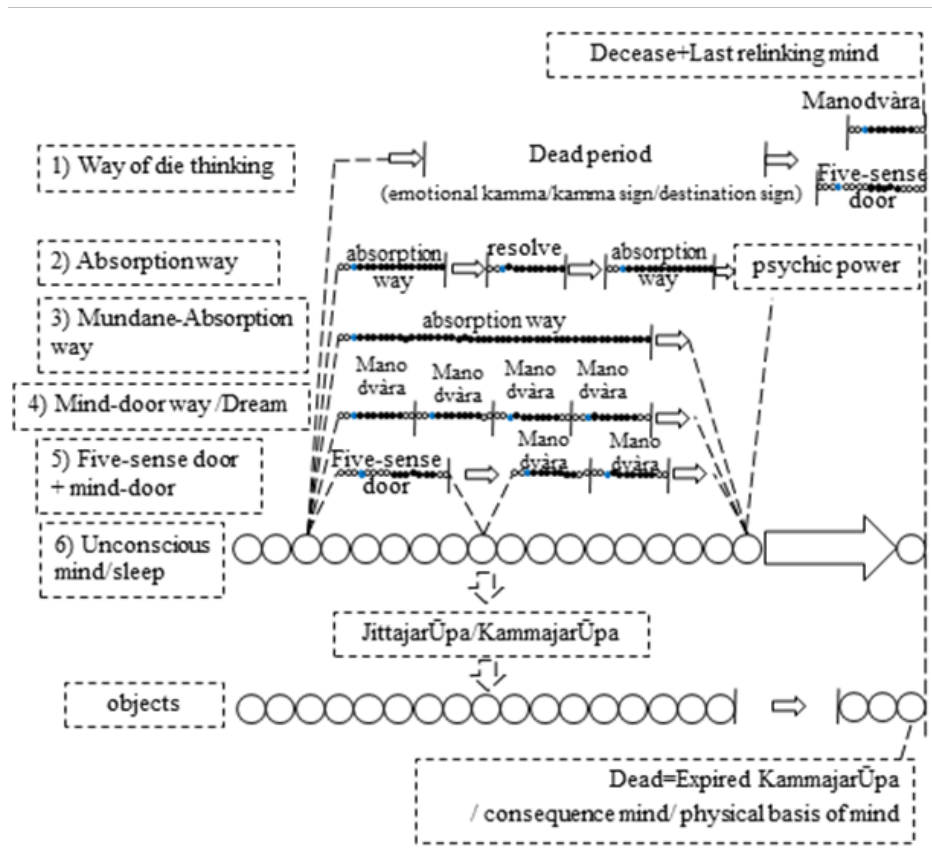 Decease+Last relinking mind
Manodvàra
1) Way of die thinking
Dead period
(emotional kamma/kamma sign/destination sign)
Five-sense
door
2) Absorption way
absorption
way
resolve
absorption
way
psychic power
3) Mundane-Absorption
way
absorption way
4) Mind-door way /Dream
Mano
dvàra
Mano
dvàra
Mano
dvàra
Mano
dvàra
5) Five-sense door
+ mind-door
Five-sense
door
Mano
dvàra
Mano
dvàra
6) Unconscious
mind/sleep
JittajarŪpa/KammajarŪpa
objects
Dead=Expired KammajarŪpa
/ consequence mind/ physical basis of mind